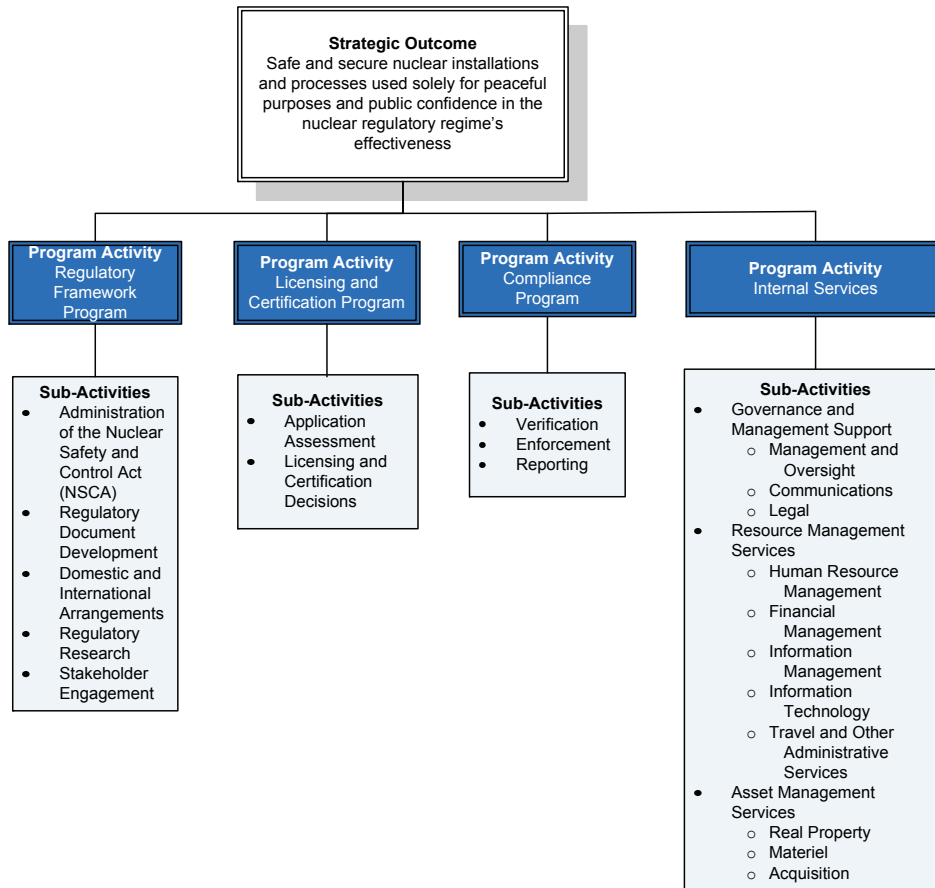 Strategic Outcome
Safe and secure nuclear installations
and processes used solely for peaceful
purposes and public confidence in the
nuclear regulatory regime's
effectiveness
Program Activity
Regulatory
Framework
Program
Program Activity
Licensing and
Certification Program
Program Activity
Compliance
Program
Program Activity
Internal Services
Sub-Activities
• Administration
of the Nuclear
Safety and
Control Act
(NSCA)
• Regulatory
Document
Development
• Domestic and
International
Arrangements
• Regulatory
Research
• Stakeholder
Engagement
Sub-Activities
• Application
Assessment
• Licensing and
Certification
Decisions
Sub-Activities
• Verification
• Enforcement
• Reporting
Sub-Activities
• Governance and
Management Support
o Management and
Oversight
o Communications
o Legal
• Resource Management
Services
o Human Resource
Management
o Financial
Management
o Information
Management
o Information
Technology
o Travel and Other
Administrative
Services
• Asset Management
Services
o Real Property
o Materiel
o Acquisition